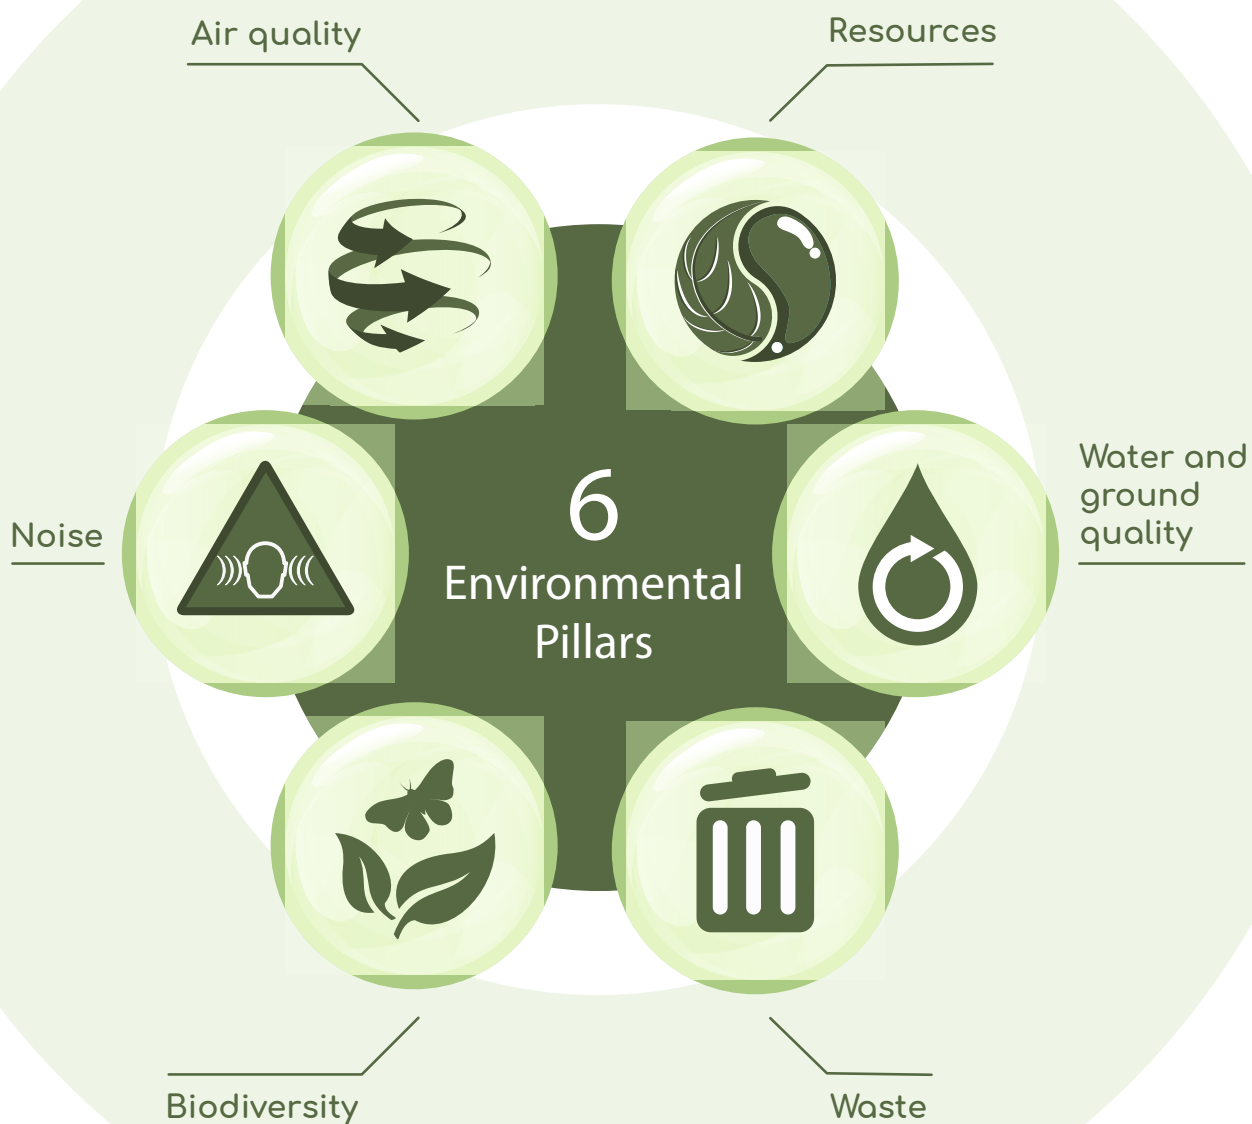 Air quality
Resources
Noise
6
Environmental
Pillars
Water and
ground
quality
Biodiversity
Waste